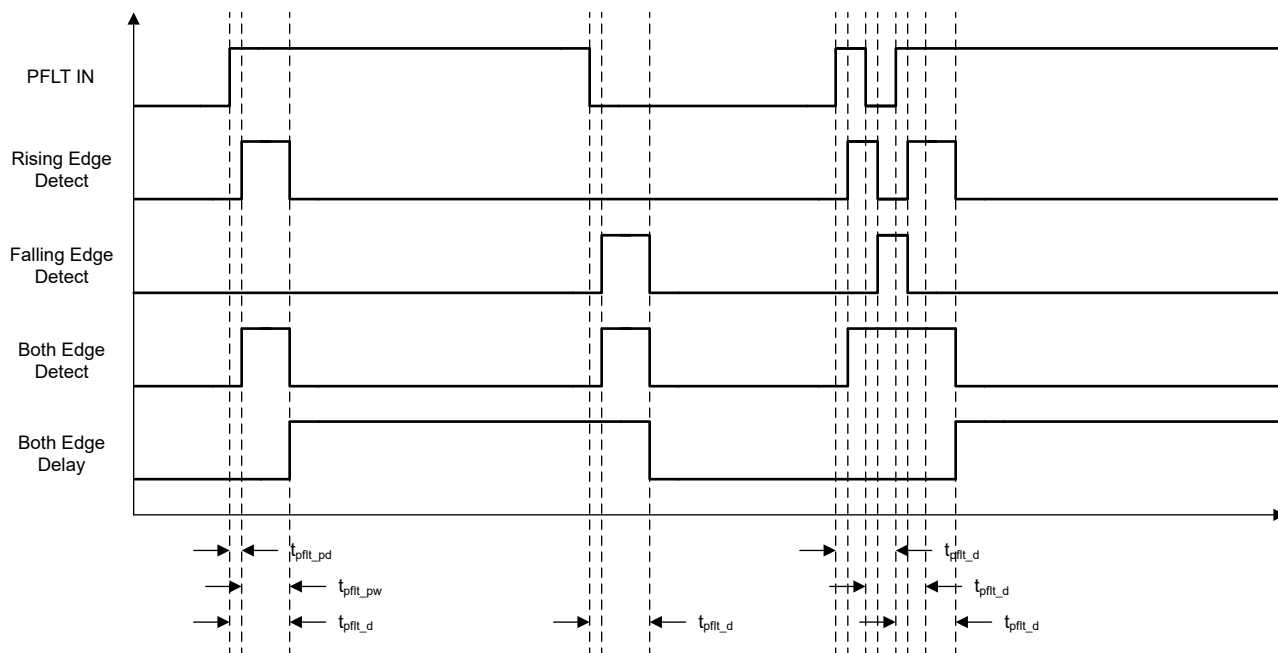 PFLT IN
Rising Edge
Detect
Falling Edge
Detect
Both Edge
Detect
Both Edge
Delay
tpflt_pd
tpflt_d
tpflt_pw
tpflt_d
tpflt_d
tpflt_d
tpflt_d